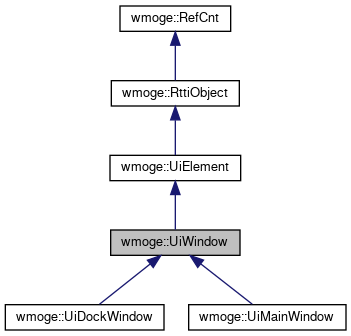 wmoge::RefCnt
wmoge::RttiObject
wmoge::UiElement
wmoge::UiWindow
wmoge::UiDockWindow
wmoge::UiMainWindow